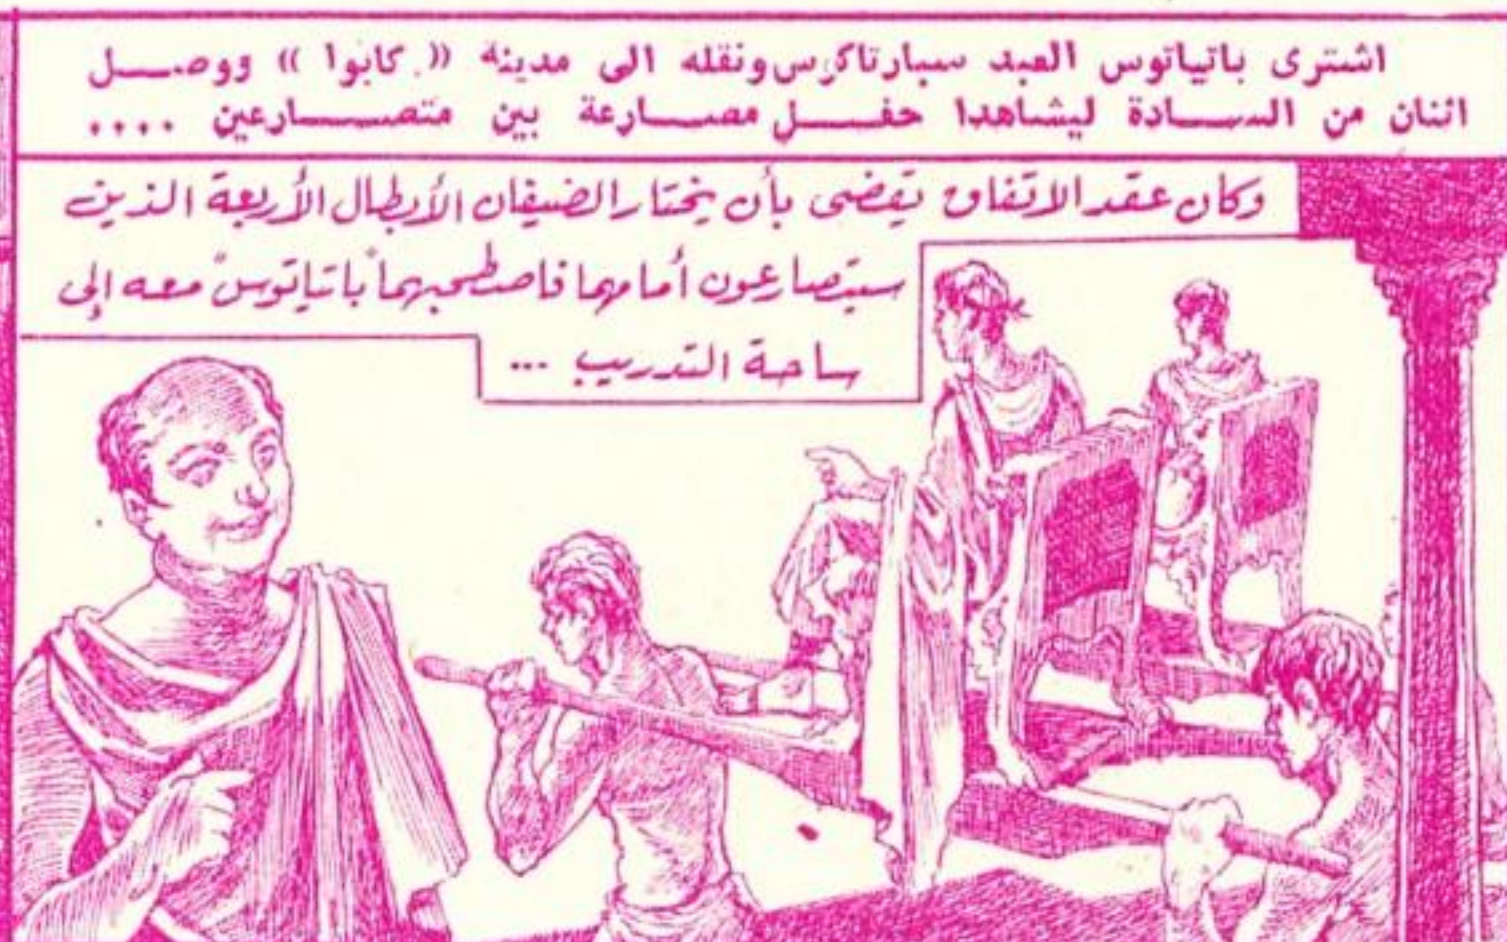 اشترى باتياتوس العبد سبارتاكوس ونقله الى مدينة « كابوا » ووصل
اثنان من السادة ليشاهدا حفل مصارعة بين متصارعين ....
وكان عقد الاتفاق يقضى بأن يختار الضيفان الأبطال الأربعة الذين
سيتصارعون أمامهما فاصطحبهما "باتياتوس" معه إلى
ساحة التدريب ...